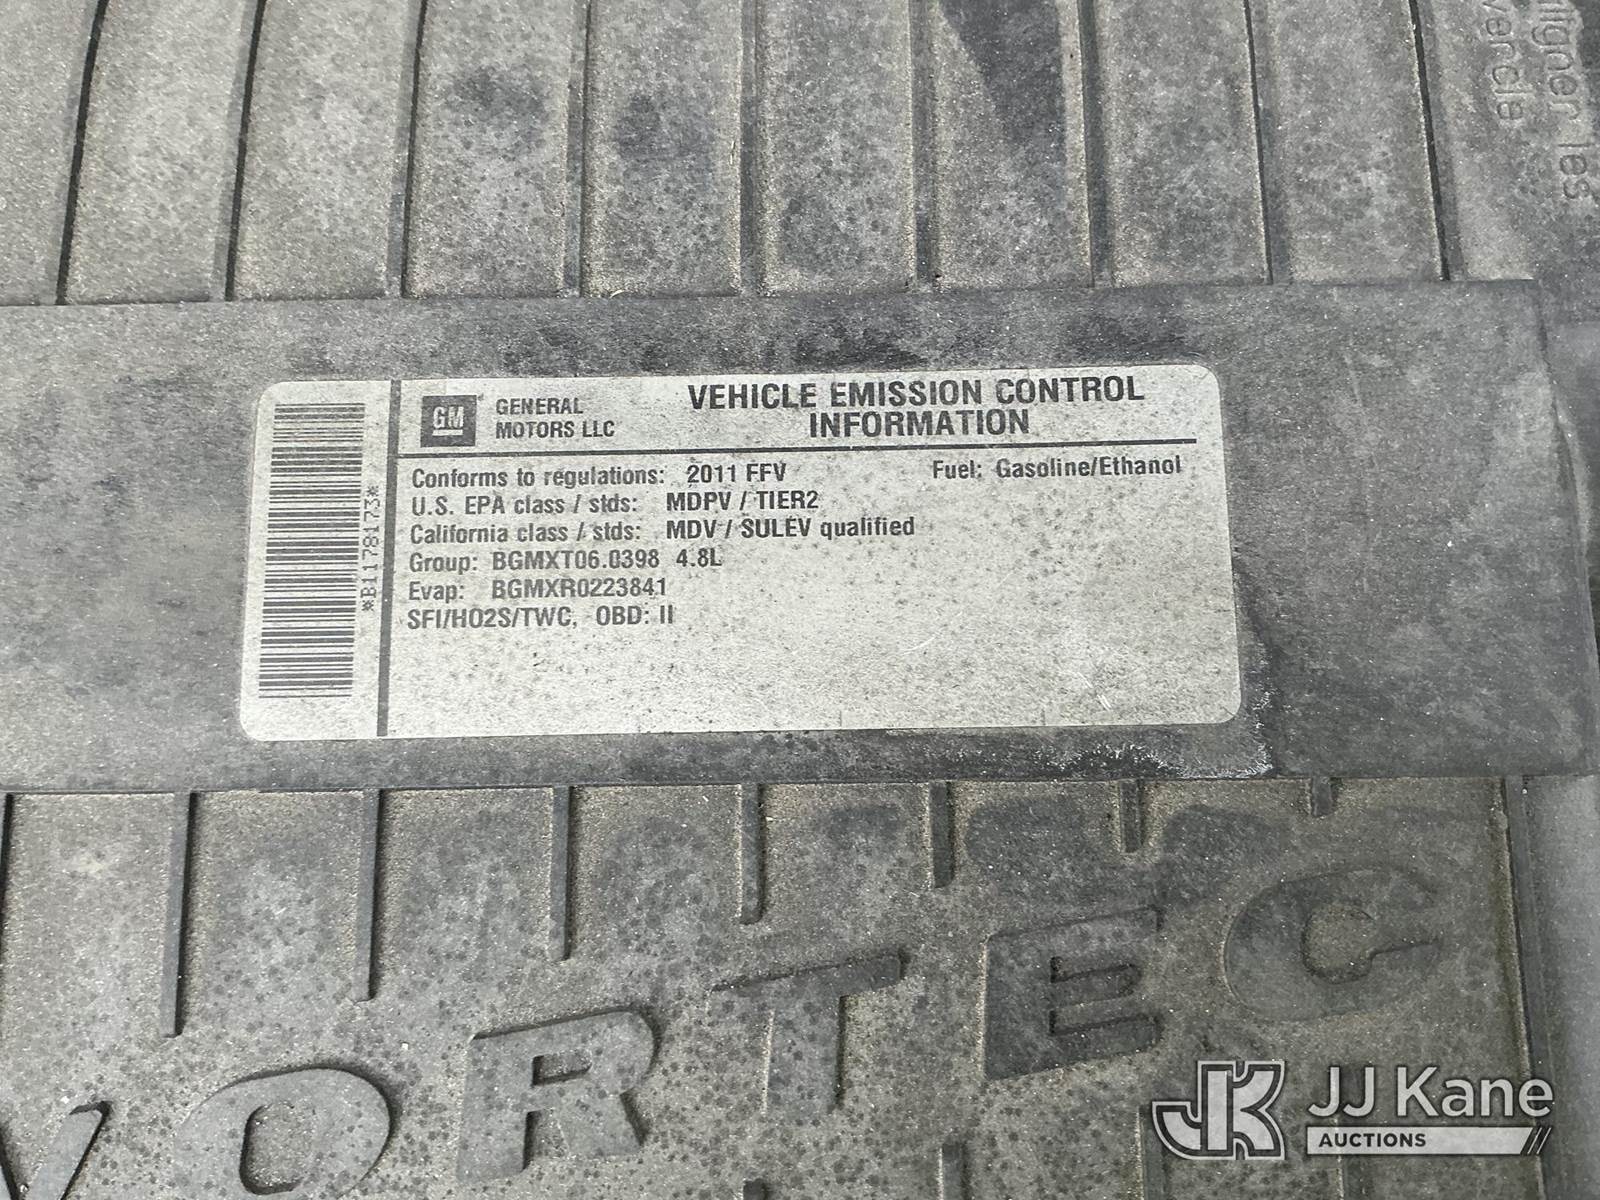 GM
GENERAL
MOTORS LLC
VEHICLE EMISSION CONTROL
INFORMATION
Conforms to regulations: 2011 FFV
Fuel: Gasoline/Ethanol
U.S. EPA class / stds: MDPV / TIER2
California class / stds: MDV / SULEV qualified
Group: BGMXT06.0398 4.8L
Evap: BGMXR0223841
SFI/HO2S/TWC, OBD: II
*B1178173*
VORTEC
JK JJ Kane
AUCTIONS